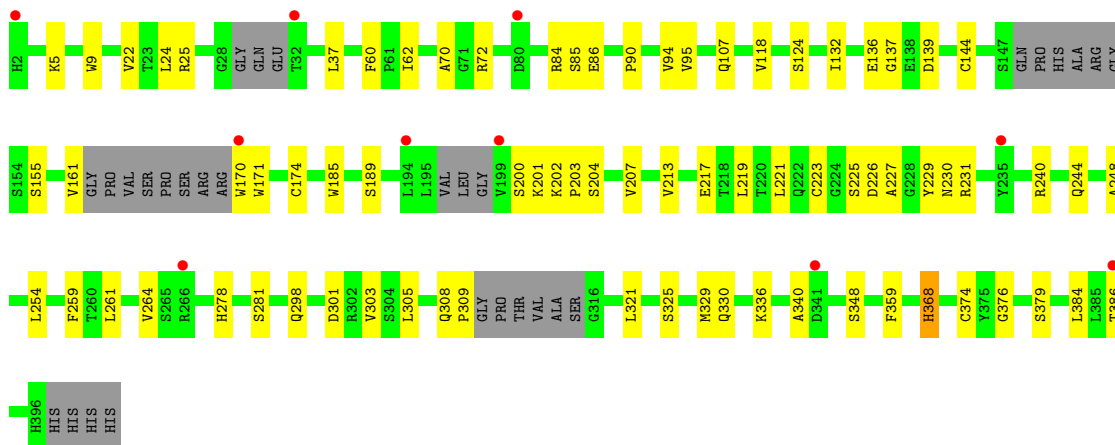 H2 K5 W9 V22 T23 L24 R25 G28 GLY GLN GLU T32 L37 F60 P61 I62 A70 G71 R72 D80 R84 S85 E86 P90 V94 V95 Q107 V118 S124 I132 E136 G137 E138 D139 C144 S147 GLN PRO HIS ALA ARG GLY
S154 S155 V161 GLY PRO VAL SER PRO SER ARG ARG W170 W171 C174 W185 S189 L194 L195 VAL LEU GLY V199 S200 K201 K202 P203 S204 V207 V213 E217 T218 L219 T220 L221 Q222 C223 G224 S225 D226 A227 G228 Y229 N230 R231 Y235 R240 Q244 A248
L254 F259 T260 L261 V264 S265 R266 H278 S281 Q298 D301 R302 V303 S304 L305 Q308 P309 GLY PRO THR VAL ALA SER G316 L321 S325 M329 Q330 K336 A340 D341 S348 F359 H368 C374 Y375 G376 S379 L384 L385 T386
H396 HIS HIS HIS HIS